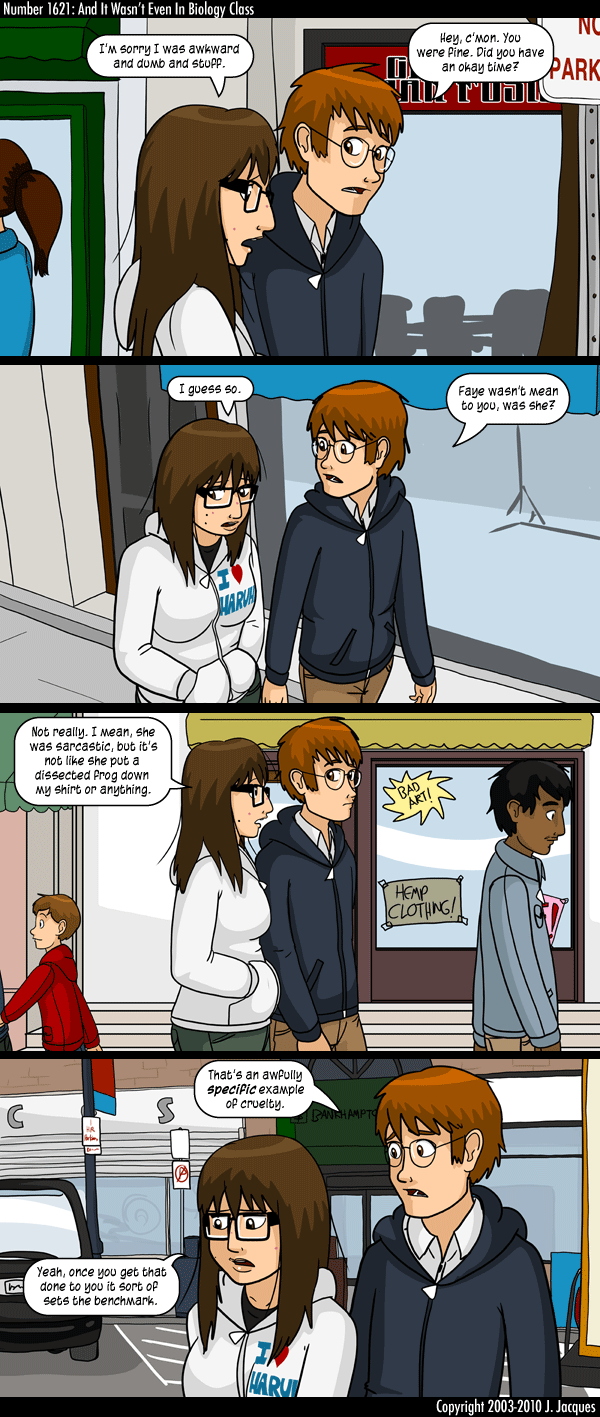 Number 1621: And It Wasn't Even In Biology Class
I'm sorry I was awkward
and dumb and stuff.
Hey, c'mon. You
were fine. Did you have
an okay time?
NO
PARK
I guess so.
Faye wasn't mean
to you, was she?
I ♥
HARV
Not really. I mean, she
was sarcastic, but it's
not like she put a
dissected frog down
my shirt or anything.
BAD
ART!
HEMP
CLOTHING!
That's an awfully
specific example
of cruelty.
C S
BANKHAMPTO
Yeah, once you get that
done to you it sort of
sets the benchmark.
I ♥
HARV
Copyright 2003-2010 J. Jacques